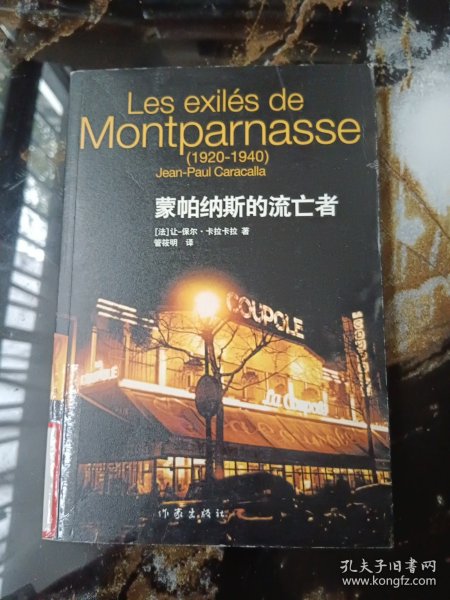 Les exilés de
Montparnasse
(1920-1940)
Jean-Paul Caracalla
蒙帕纳斯的流亡者
[法]让-保尔·卡拉卡拉 著
管筱明 译
COUPOLE
LA
COUPOLE
La Coupole
作家出版社
孔夫子旧书网
www.kongfz.com